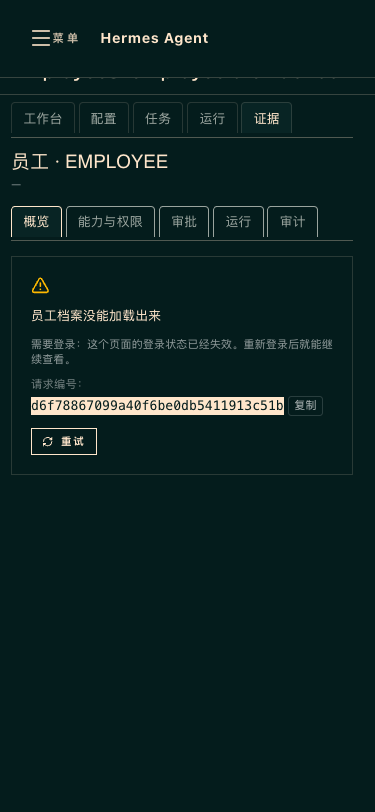 菜单 Hermes Agent
工作台 配置 任务 运行 证据
员工 · EMPLOYEE
—
概览 能力与权限 审批 运行 审计
员工档案没能加载出来
需要登录：这个页面的登录状态已经失效。重新登录后就能继
续查看。
请求编号：
d6f78867099a40f6be0db5411913c51b 复制
重试